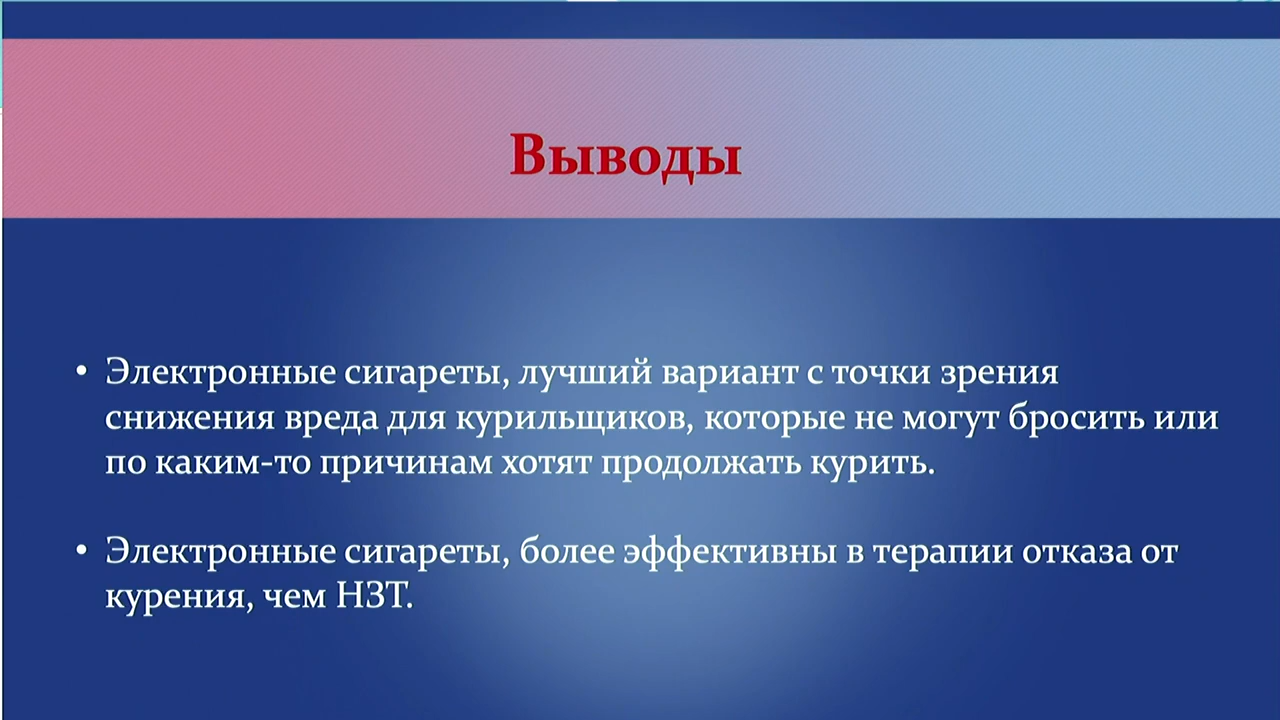 Выводы
• Электронные сигареты, лучший вариант с точки зрения
снижения вреда для курильщиков, которые не могут бросить или
по каким-то причинам хотят продолжать курить.
• Электронные сигареты, более эффективны в терапии отказа от
курения, чем НЗТ.